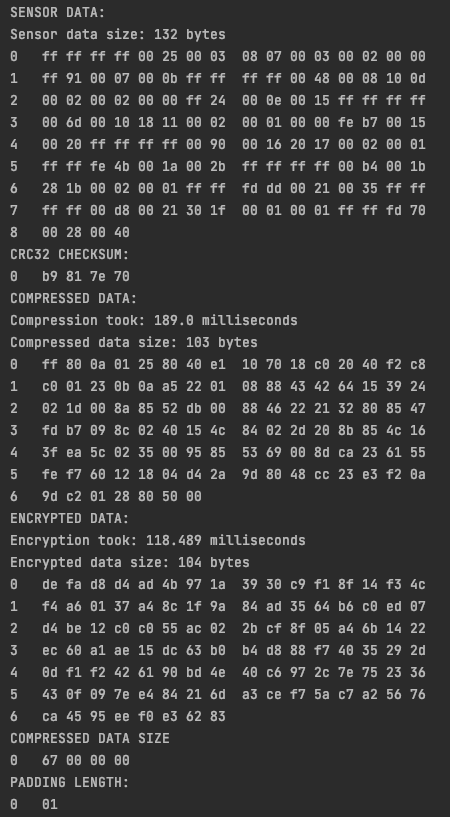 SENSOR DATA:
Sensor data size: 132 bytes
0   ff ff ff ff 00 25 00 03  08 07 00 03 00 02 00 00
1   ff 91 00 07 00 0b ff ff  ff ff 00 48 00 08 10 0d
2   00 02 00 02 00 00 ff 24  00 0e 00 15 ff ff ff ff
3   00 6d 00 10 18 11 00 02  00 01 00 00 fe b7 00 15
4   00 20 ff ff ff ff 00 90  00 16 20 17 00 02 00 01
5   ff ff fe 4b 00 1a 00 2b  ff ff ff ff 00 b4 00 1b
6   28 1b 00 02 00 01 ff ff  fd dd 00 21 00 35 ff ff
7   ff ff 00 d8 00 21 30 1f  00 01 00 01 ff ff fd 70
8   00 28 00 40
CRC32 CHECKSUM:
0   b9 81 7e 70
COMPRESSED DATA:
Compression took: 189.0 milliseconds
Compressed data size: 103 bytes
0   ff 80 0a 01 25 80 40 e1  10 70 18 c0 20 40 f2 c8
1   c0 01 23 0b 0a a5 22 01  08 88 43 42 64 15 39 24
2   02 1d 00 8a 85 52 db 00  88 46 22 21 32 80 85 47
3   fd b7 09 8c 02 40 15 4c  84 02 2d 20 8b 85 4c 16
4   3f ea 5c 02 35 00 95 85  53 69 00 8d ca 23 61 55
5   fe f7 60 12 18 04 d4 2a  9d 80 48 cc 23 e3 f2 0a
6   9d c2 01 28 80 50 00
ENCRYPTED DATA:
Encryption took: 118.489 milliseconds
Encrypted data size: 104 bytes
0   de fa d8 d4 ad 4b 97 1a  39 30 c9 f1 8f 14 f3 4c
1   f4 a6 01 37 a4 8c 1f 9a  84 ad 35 64 b6 c0 ed 07
2   d4 be 12 c0 c0 55 ac 02  2b cf 8f 05 a4 6b 14 22
3   ec 60 a1 ae 15 dc 63 b0  b4 d8 88 f7 40 35 29 2d
4   0d f1 f2 42 61 90 bd 4e  40 c6 97 2c 7e 75 23 36
5   43 0f 09 7e e4 84 21 6d  a3 ce f7 5a c7 a2 56 76
6   ca 45 95 ee f0 e3 62 83
COMPRESSED DATA SIZE
0   67 00 00 00
PADDING LENGTH:
0   01